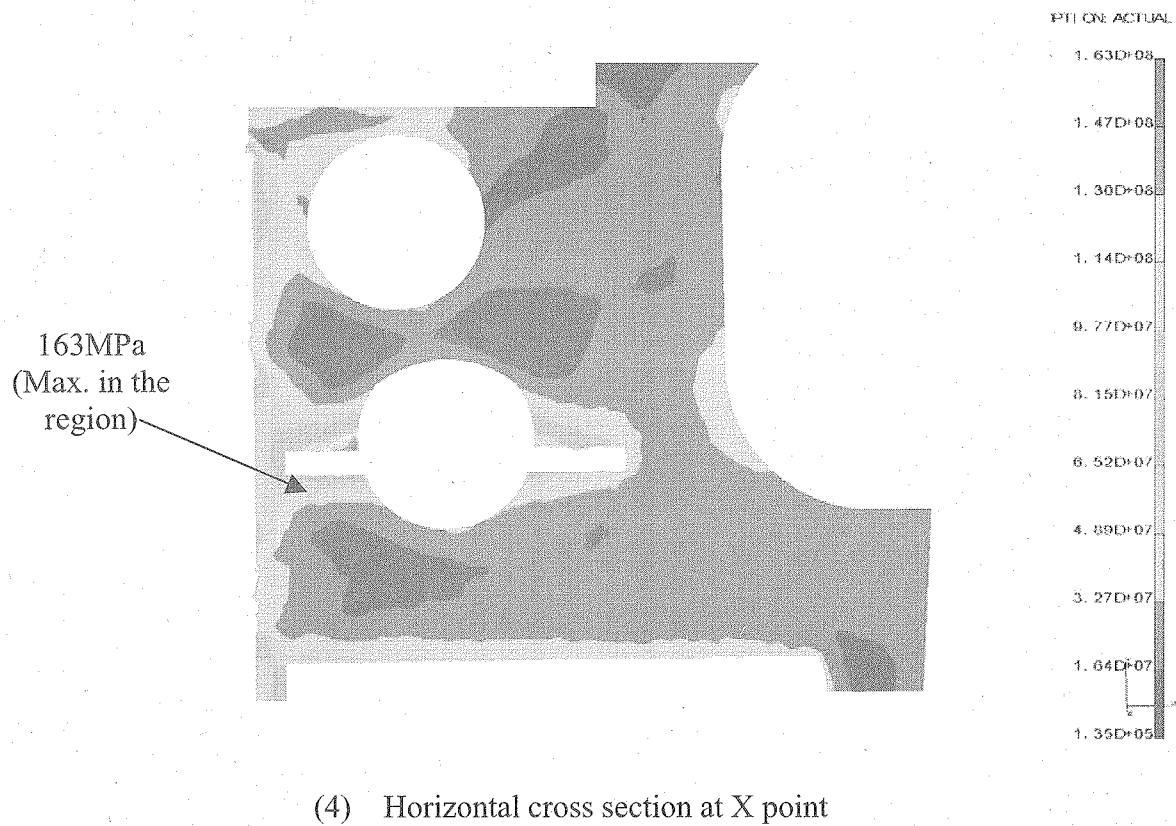 PTION: ACTUAL
1.63D+08
1.47D+08
1.30D+08
1.14D+08
9.77D+07
8.15D+07
6.52D+07
4.89D+07
3.27D+07
1.64D+07
1.35D+05
163MPa
(Max. in the
region)
(4) Horizontal cross section at X point